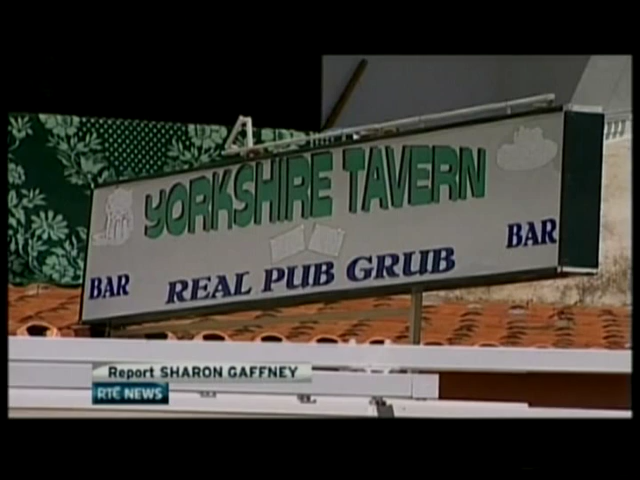 YORKSHIRE TAVERN
BAR REAL PUB GRUB BAR
Report SHARON GAFFNEY
RTÉ NEWS